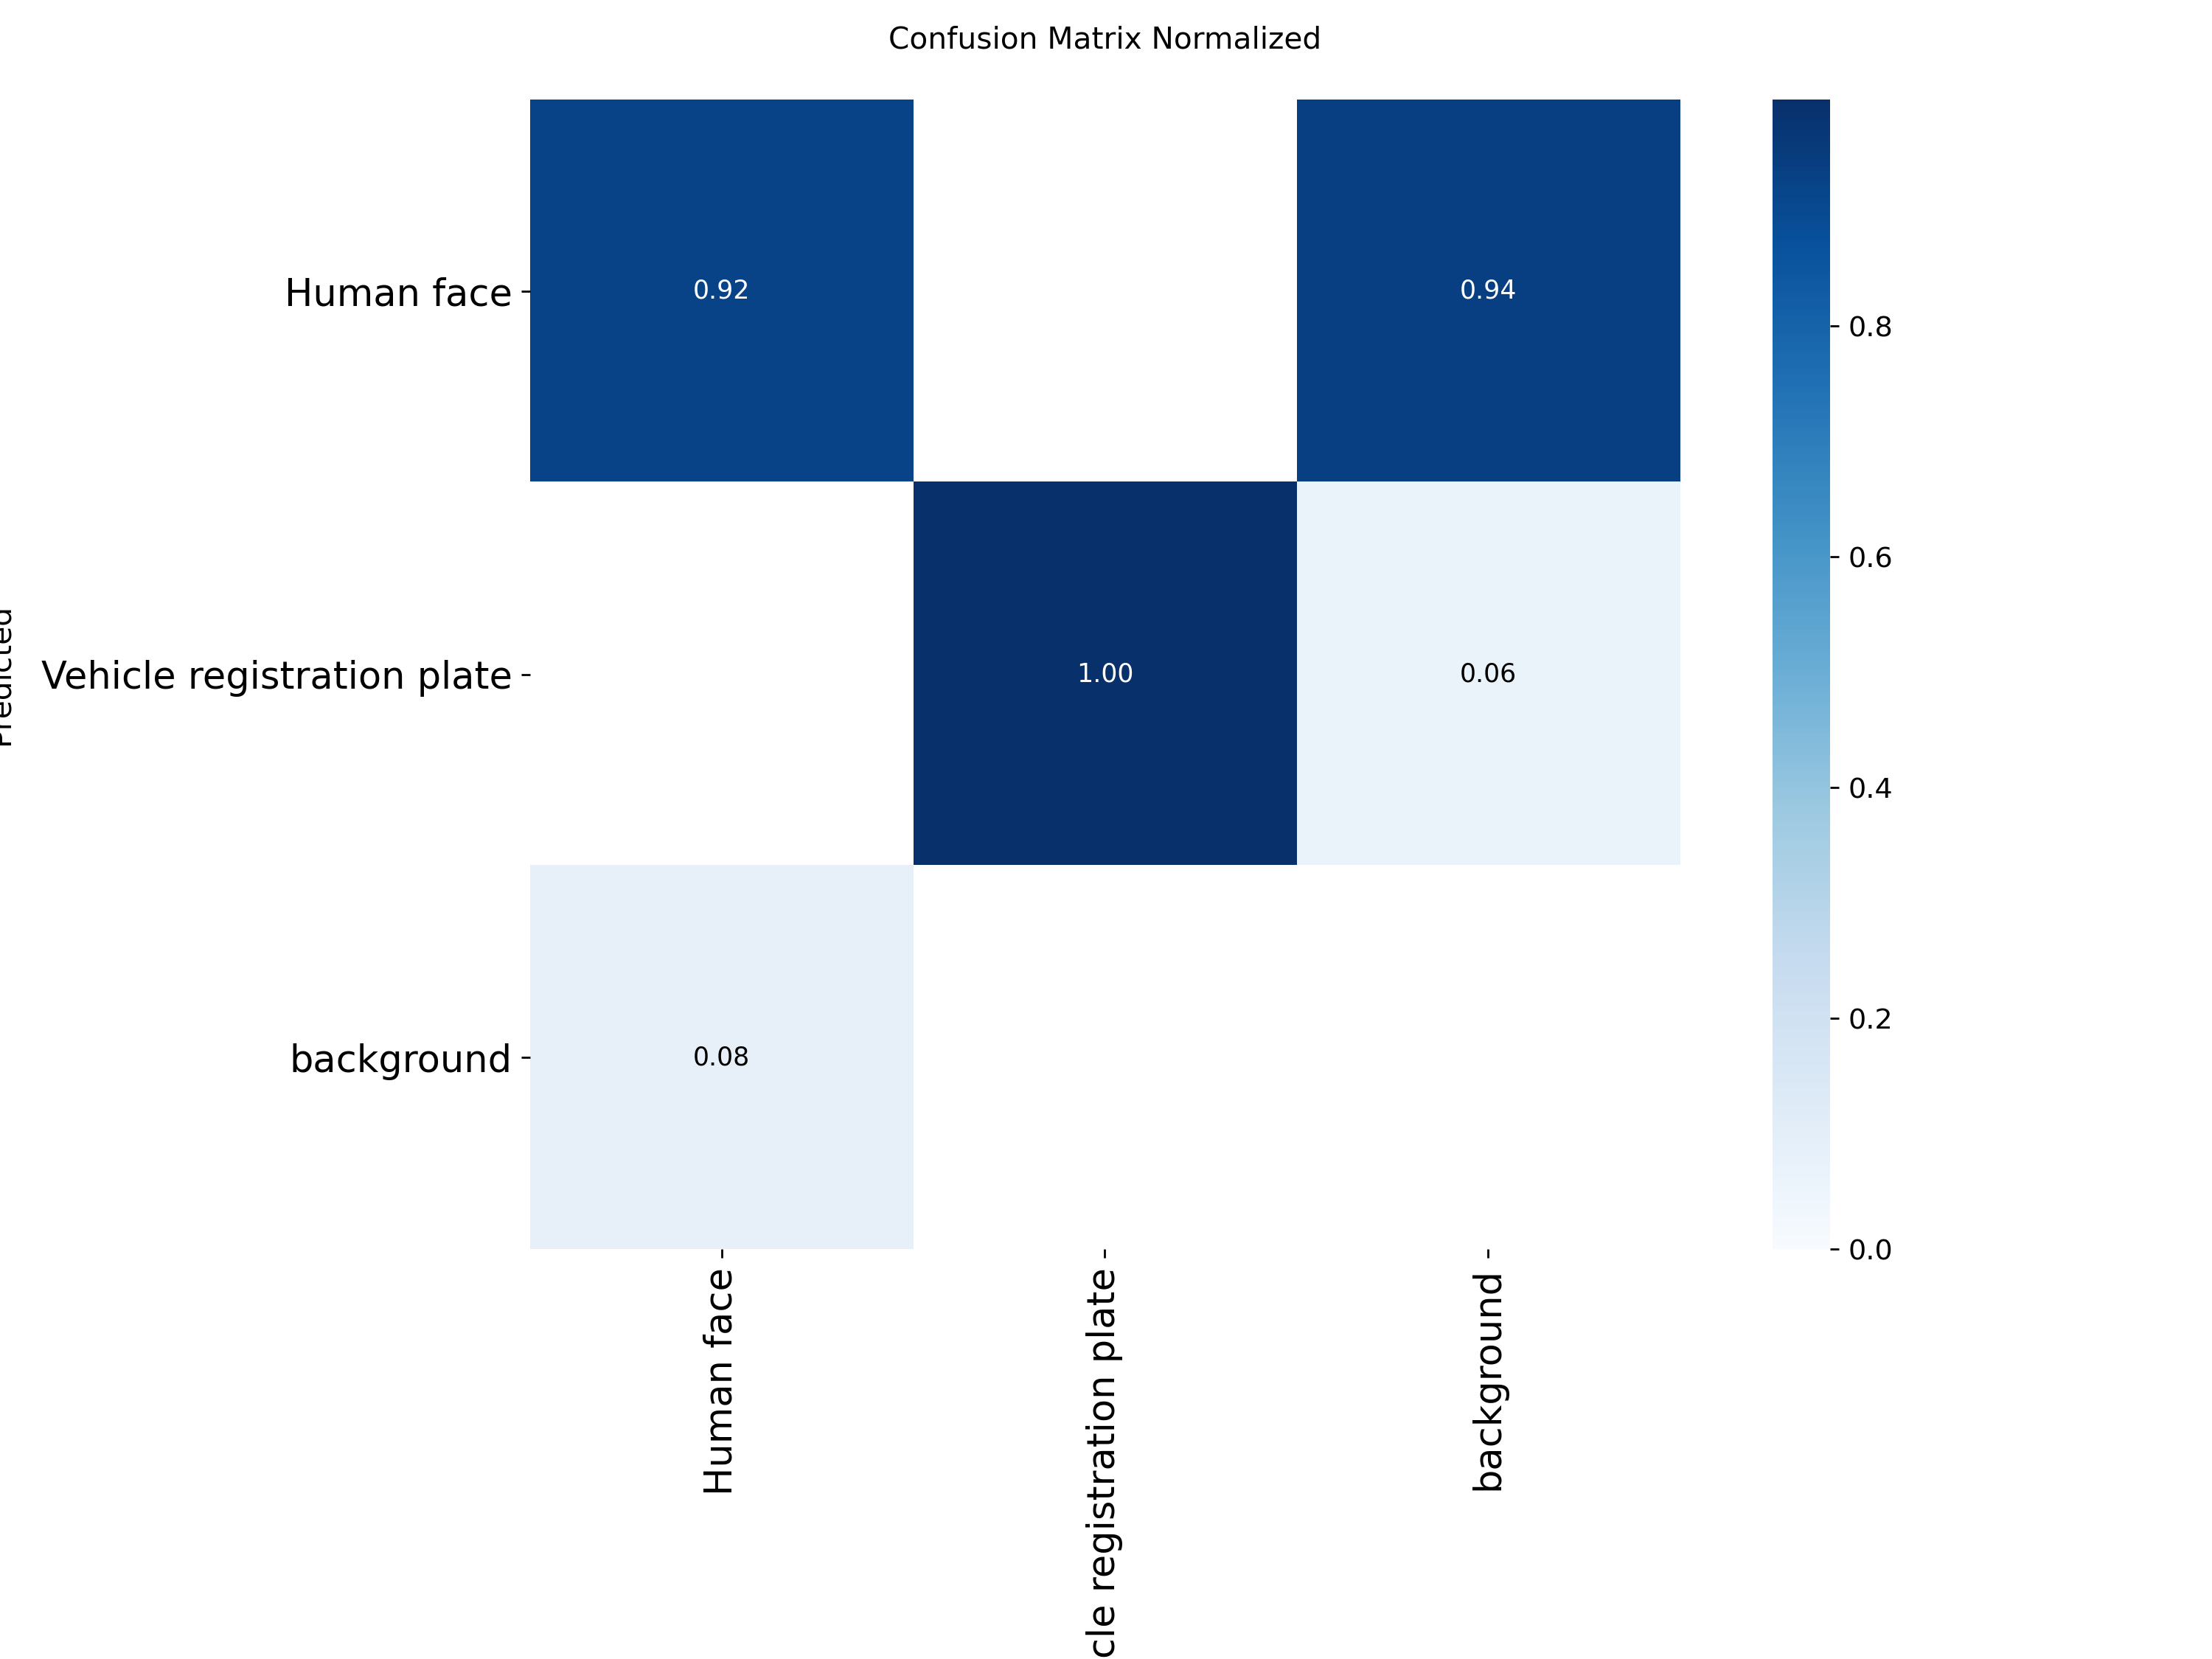 Confusion Matrix Normalized
Human face
0.92
0.94
0.8
0.6
Predicted
Vehicle registration plate
1.00
0.06
0.4
background
0.08
0.2
0.0
Human face
cle registration plate
background